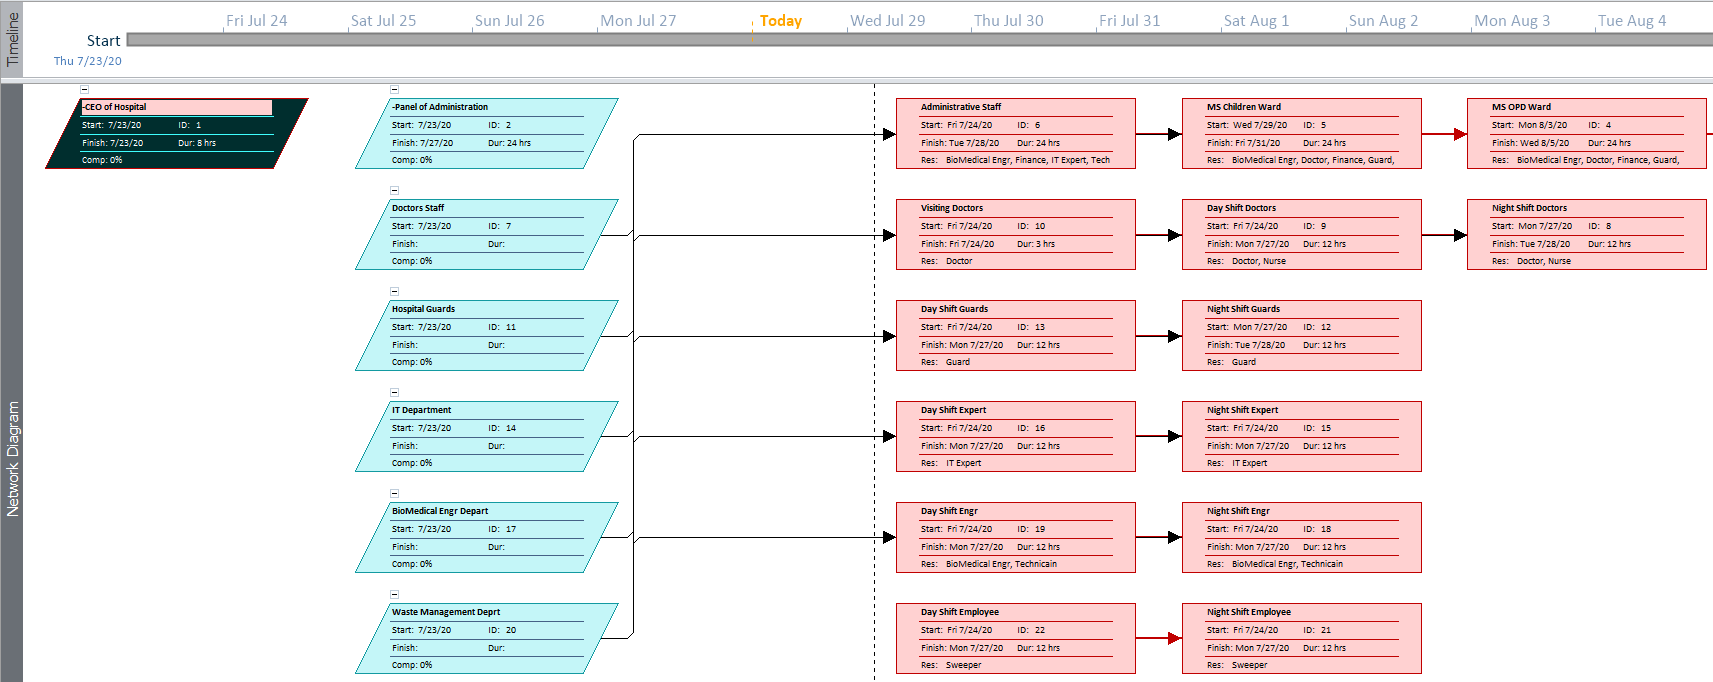 Timeline
Fri Jul 24 Sat Jul 25 Sun Jul 26 Mon Jul 27 Today Wed Jul 29 Thu Jul 30 Fri Jul 31 Sat Aug 1 Sun Aug 2 Mon Aug 3 Tue Aug 4
Start
Thu 7/23/20
Network Diagram
-CEO of Hospital
Start: 7/23/20 ID: 1
Finish: 7/23/20 Dur: 8 hrs
Comp: 0%
-Panel of Administration
Start: 7/23/20 ID: 2
Finish: 7/27/20 Dur: 24 hrs
Comp: 0%
Administrative Staff
Start: Fri 7/24/20 ID: 6
Finish: Tue 7/28/20 Dur: 24 hrs
Res: BioMedical Engr, Finance, IT Expert, Tech
MS Children Ward
Start: Wed 7/29/20 ID: 5
Finish: Fri 7/31/20 Dur: 24 hrs
Res: BioMedical Engr, Doctor, Finance, Guard,
MS OPD Ward
Start: Mon 8/3/20 ID: 4
Finish: Wed 8/5/20 Dur: 24 hrs
Res: BioMedical Engr, Doctor, Finance, Guard,
Doctors Staff
Start: 7/23/20 ID: 7
Finish: Dur:
Comp: 0%
Visiting Doctors
Start: Fri 7/24/20 ID: 10
Finish: Fri 7/24/20 Dur: 3 hrs
Res: Doctor
Day Shift Doctors
Start: Fri 7/24/20 ID: 9
Finish: Mon 7/27/20 Dur: 12 hrs
Res: Doctor, Nurse
Night Shift Doctors
Start: Mon 7/27/20 ID: 8
Finish: Tue 7/28/20 Dur: 12 hrs
Res: Doctor, Nurse
Hospital Guards
Start: 7/23/20 ID: 11
Finish: Dur:
Comp: 0%
Day Shift Guards
Start: Fri 7/24/20 ID: 13
Finish: Mon 7/27/20 Dur: 12 hrs
Res: Guard
Night Shift Guards
Start: Mon 7/27/20 ID: 12
Finish: Tue 7/28/20 Dur: 12 hrs
Res: Guard
IT Department
Start: 7/23/20 ID: 14
Finish: Dur:
Comp: 0%
Day Shift Expert
Start: Fri 7/24/20 ID: 16
Finish: Mon 7/27/20 Dur: 12 hrs
Res: IT Expert
Night Shift Expert
Start: Fri 7/24/20 ID: 15
Finish: Mon 7/27/20 Dur: 12 hrs
Res: IT Expert
BioMedical Engr Depart
Start: 7/23/20 ID: 17
Finish: Dur:
Comp: 0%
Day Shift Engr
Start: Fri 7/24/20 ID: 19
Finish: Mon 7/27/20 Dur: 12 hrs
Res: BioMedical Engr, Technicain
Night Shift Engr
Start: Fri 7/24/20 ID: 18
Finish: Mon 7/27/20 Dur: 12 hrs
Res: BioMedical Engr, Technicain
Waste Management Deprt
Start: 7/23/20 ID: 20
Finish: Dur:
Comp: 0%
Day Shift Employee
Start: Fri 7/24/20 ID: 22
Finish: Mon 7/27/20 Dur: 12 hrs
Res: Sweeper
Night Shift Employee
Start: Fri 7/24/20 ID: 21
Finish: Mon 7/27/20 Dur: 12 hrs
Res: Sweeper